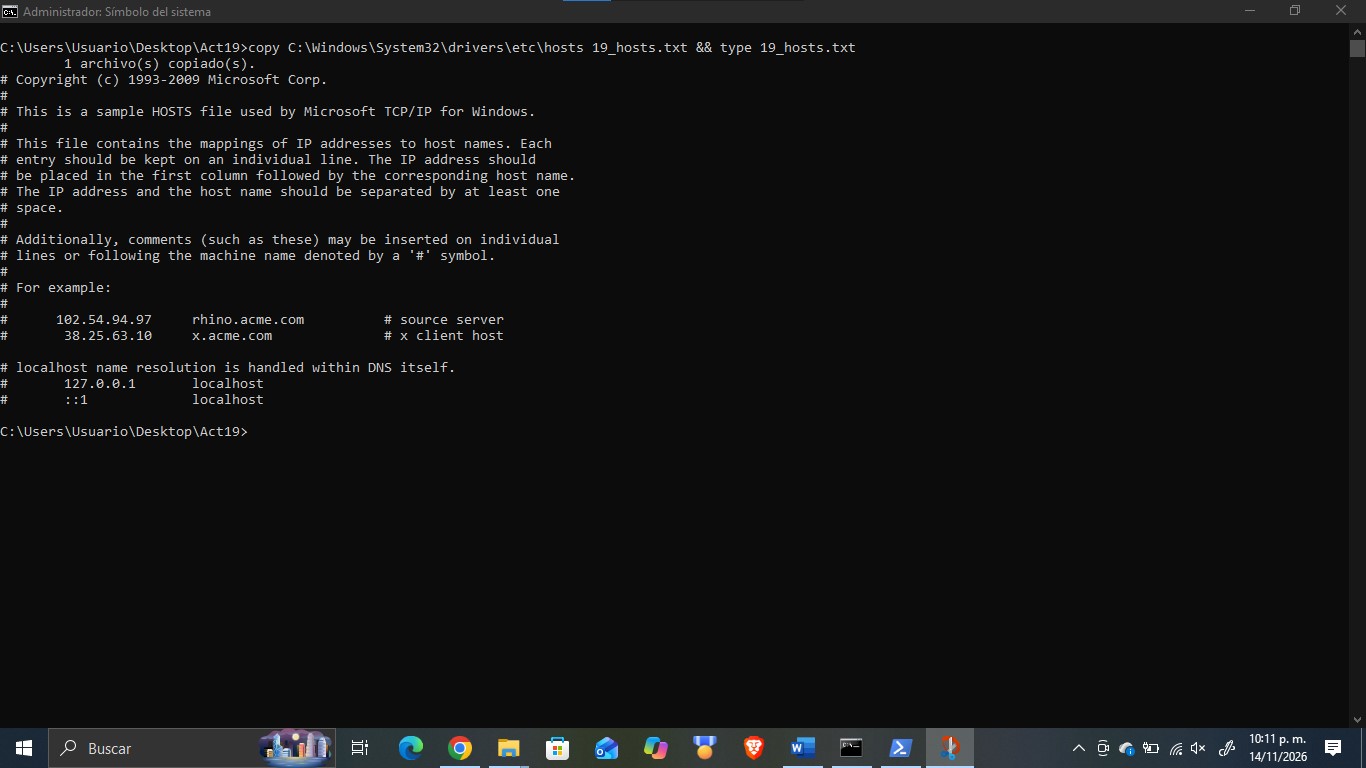 Administrador: Símbolo del sistema
C:\Users\Usuario\Desktop\Act19>copy C:\Windows\System32\drivers\etc\hosts 19_hosts.txt && type 19_hosts.txt
        1 archivo(s) copiado(s).
# Copyright (c) 1993-2009 Microsoft Corp.
#
# This is a sample HOSTS file used by Microsoft TCP/IP for Windows.
#
# This file contains the mappings of IP addresses to host names. Each
# entry should be kept on an individual line. The IP address should
# be placed in the first column followed by the corresponding host name.
# The IP address and the host name should be separated by at least one
# space.
#
# Additionally, comments (such as these) may be inserted on individual
# lines or following the machine name denoted by a '#' symbol.
#
# For example:
#
#      102.54.94.97     rhino.acme.com          # source server
#       38.25.63.10     x.acme.com              # x client host
# localhost name resolution is handled within DNS itself.
#       127.0.0.1       localhost
#       ::1             localhost
C:\Users\Usuario\Desktop\Act19>
Buscar
10:11 p. m.
14/11/2026